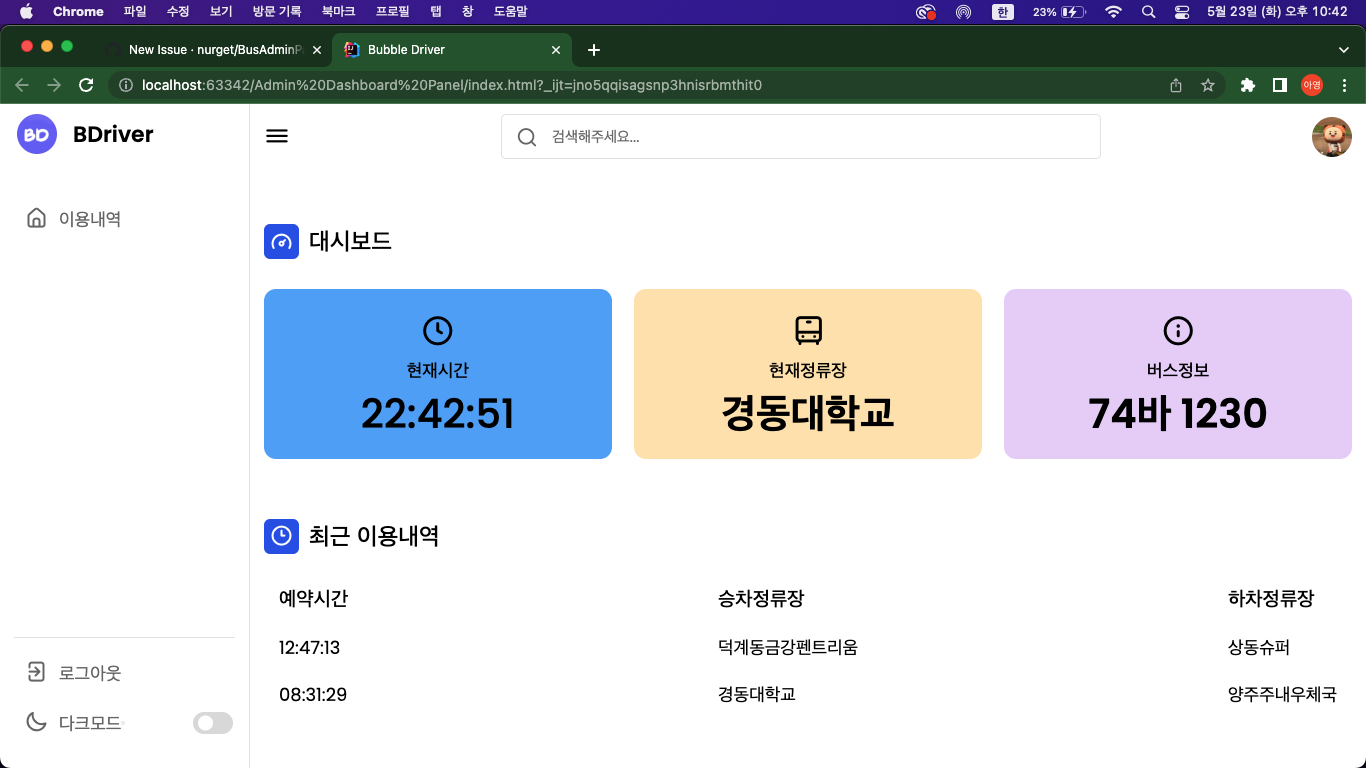 Chrome 파일 수정 보기 방문 기록 북마크 프로필 탭 창 도움말 한 23% 5월 23일 (화) 오후 10:42
New Issue · nurget/BusAdminP Bubble Driver
localhost:63342/Admin%20Dashboard%20Panel/index.html?_ijt=jno5qqisagsnp3hnisrbmthit0 아영
BD BDriver 검색해주세요...
이용내역
대시보드
현재시간 현재정류장 버스정보
22:42:51 경동대학교 74바 1230
최근 이용내역
예약시간 승차정류장 하차정류장
12:47:13 덕계동금강펜트리움 상동슈퍼
08:31:29 경동대학교 양주주내우체국
로그아웃
다크모드